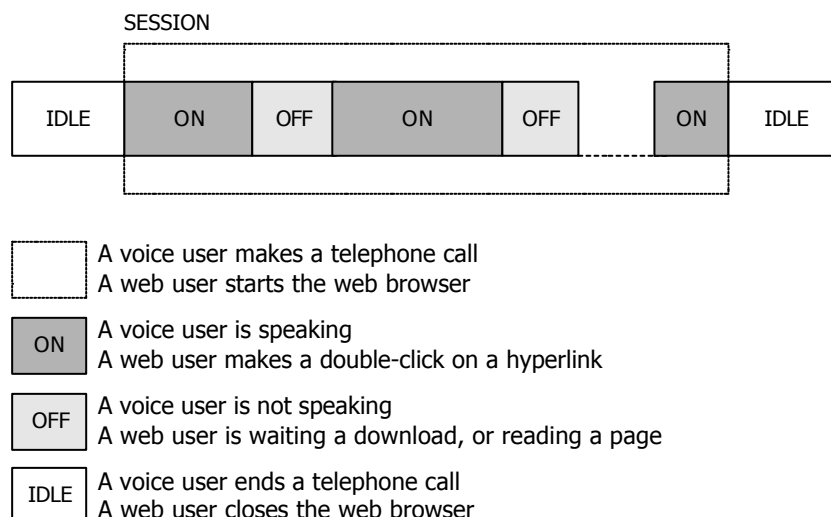 SESSION
IDLE ON OFF ON OFF ON IDLE
A voice user makes a telephone call
A web user starts the web browser
ON
A voice user is speaking
A web user makes a double-click on a hyperlink
OFF
A voice user is not speaking
A web user is waiting a download, or reading a page
IDLE
A voice user ends a telephone call
A web user closes the web browser